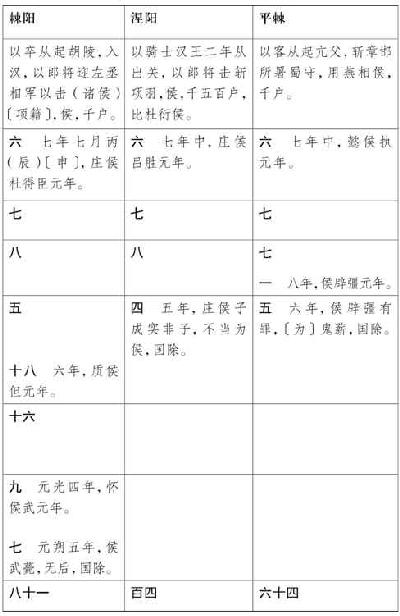 棘阳
涅阳
平棘
以卒从起胡陵，入
汉，以郎将迎左丞
相军以击（诸侯）
〔项籍〕，侯，千户。
以骑士汉王二年从
出关，以郎将击斩
项羽，侯，千五百户，
比杜衍侯。
以客从起亢父，斩章邯
所署蜀守，用燕相侯，
千户。
六　七年七月丙
（辰）〔申〕，庄侯
杜得臣元年。
六　七年中，庄侯
吕胜元年。
六　七年中，懿侯执
元年。
七
七
七
八
八
七
一　八年，侯辟疆元年。
五
十八　六年，质侯
但元年。
四　五年，庄侯子
成实非子，不当为
侯，国除。
五　六年，侯辟疆有
罪，〔为〕鬼薪，国除。
十六
九　元光四年，怀
侯武元年。
七　元朔五年，侯
武薨，无后，国除。
八十一
百四
六十四